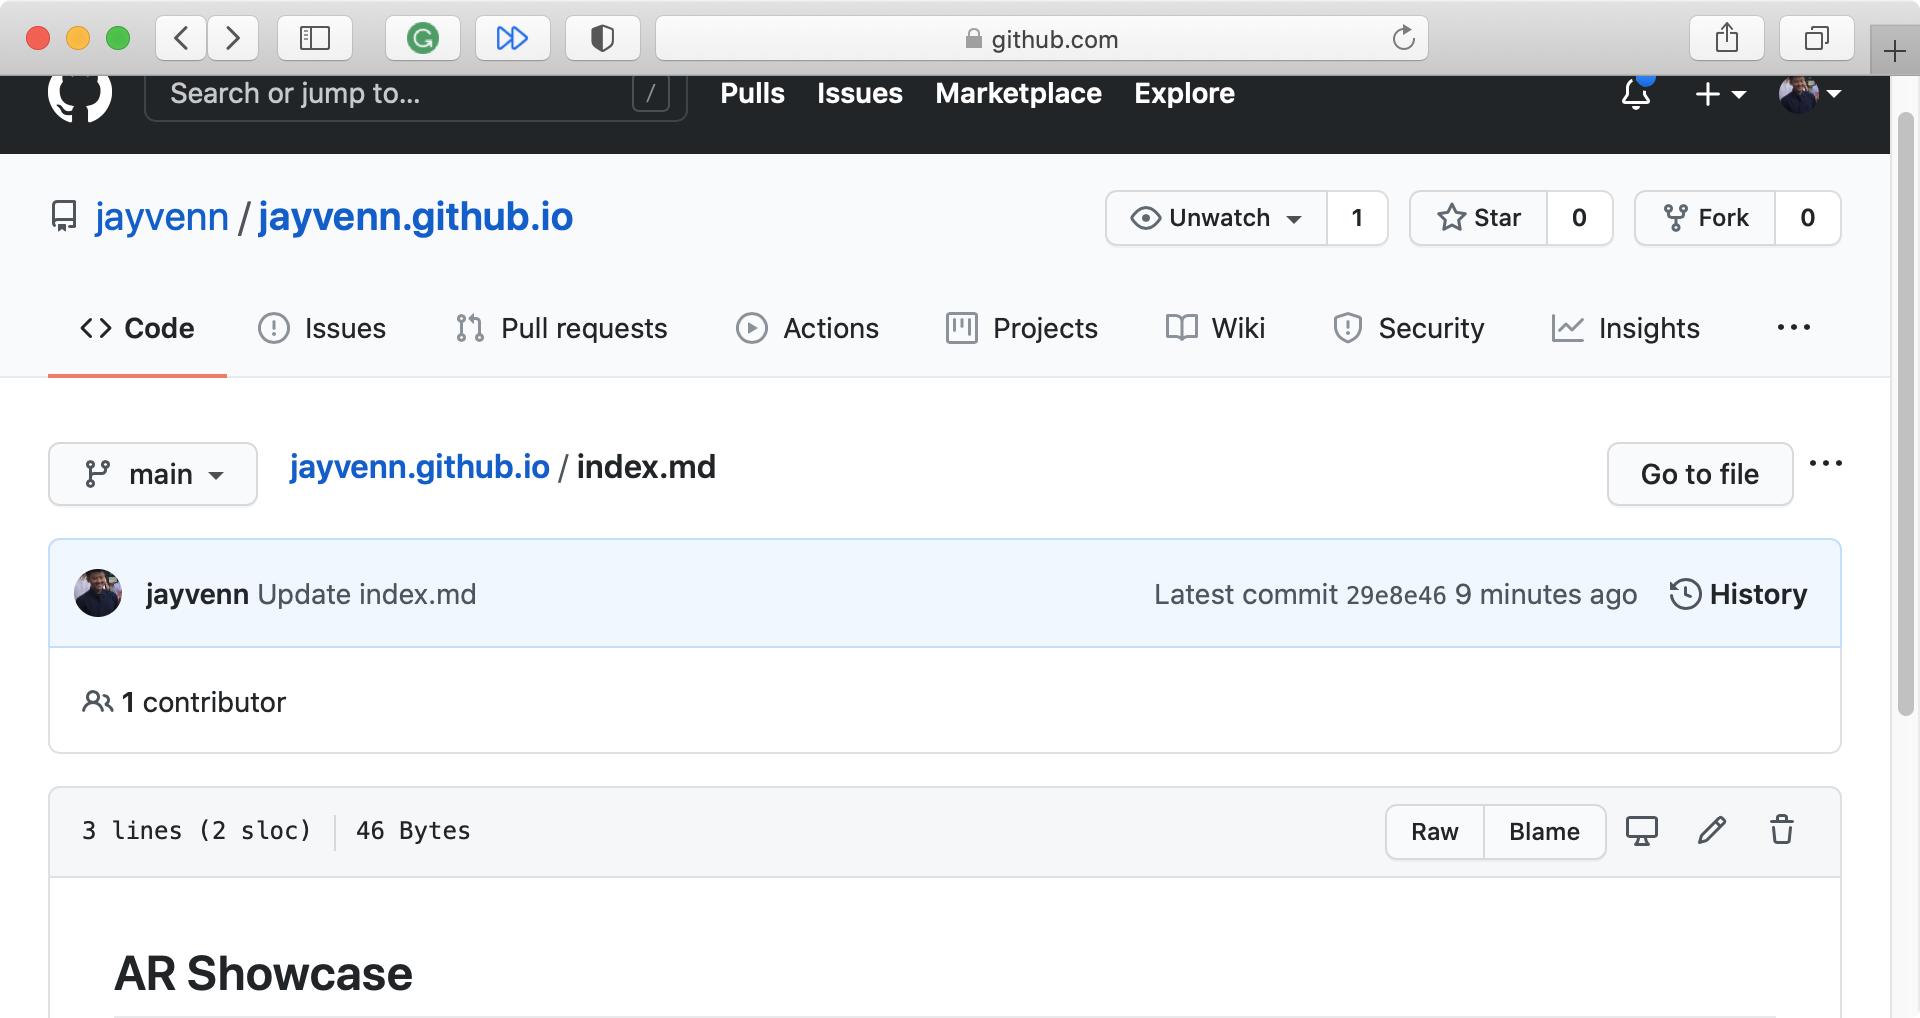 github.com
Search or jump to... /
Pulls Issues Marketplace Explore
jayvenn / jayvenn.github.io
Unwatch 1 Star 0 Fork 0
Code Issues Pull requests Actions Projects Wiki Security Insights ...
main jayvenn.github.io / index.md Go to file ...
jayvenn Update index.md Latest commit 29e8e46 9 minutes ago History
1 contributor
3 lines (2 sloc) 46 Bytes Raw Blame
AR Showcase